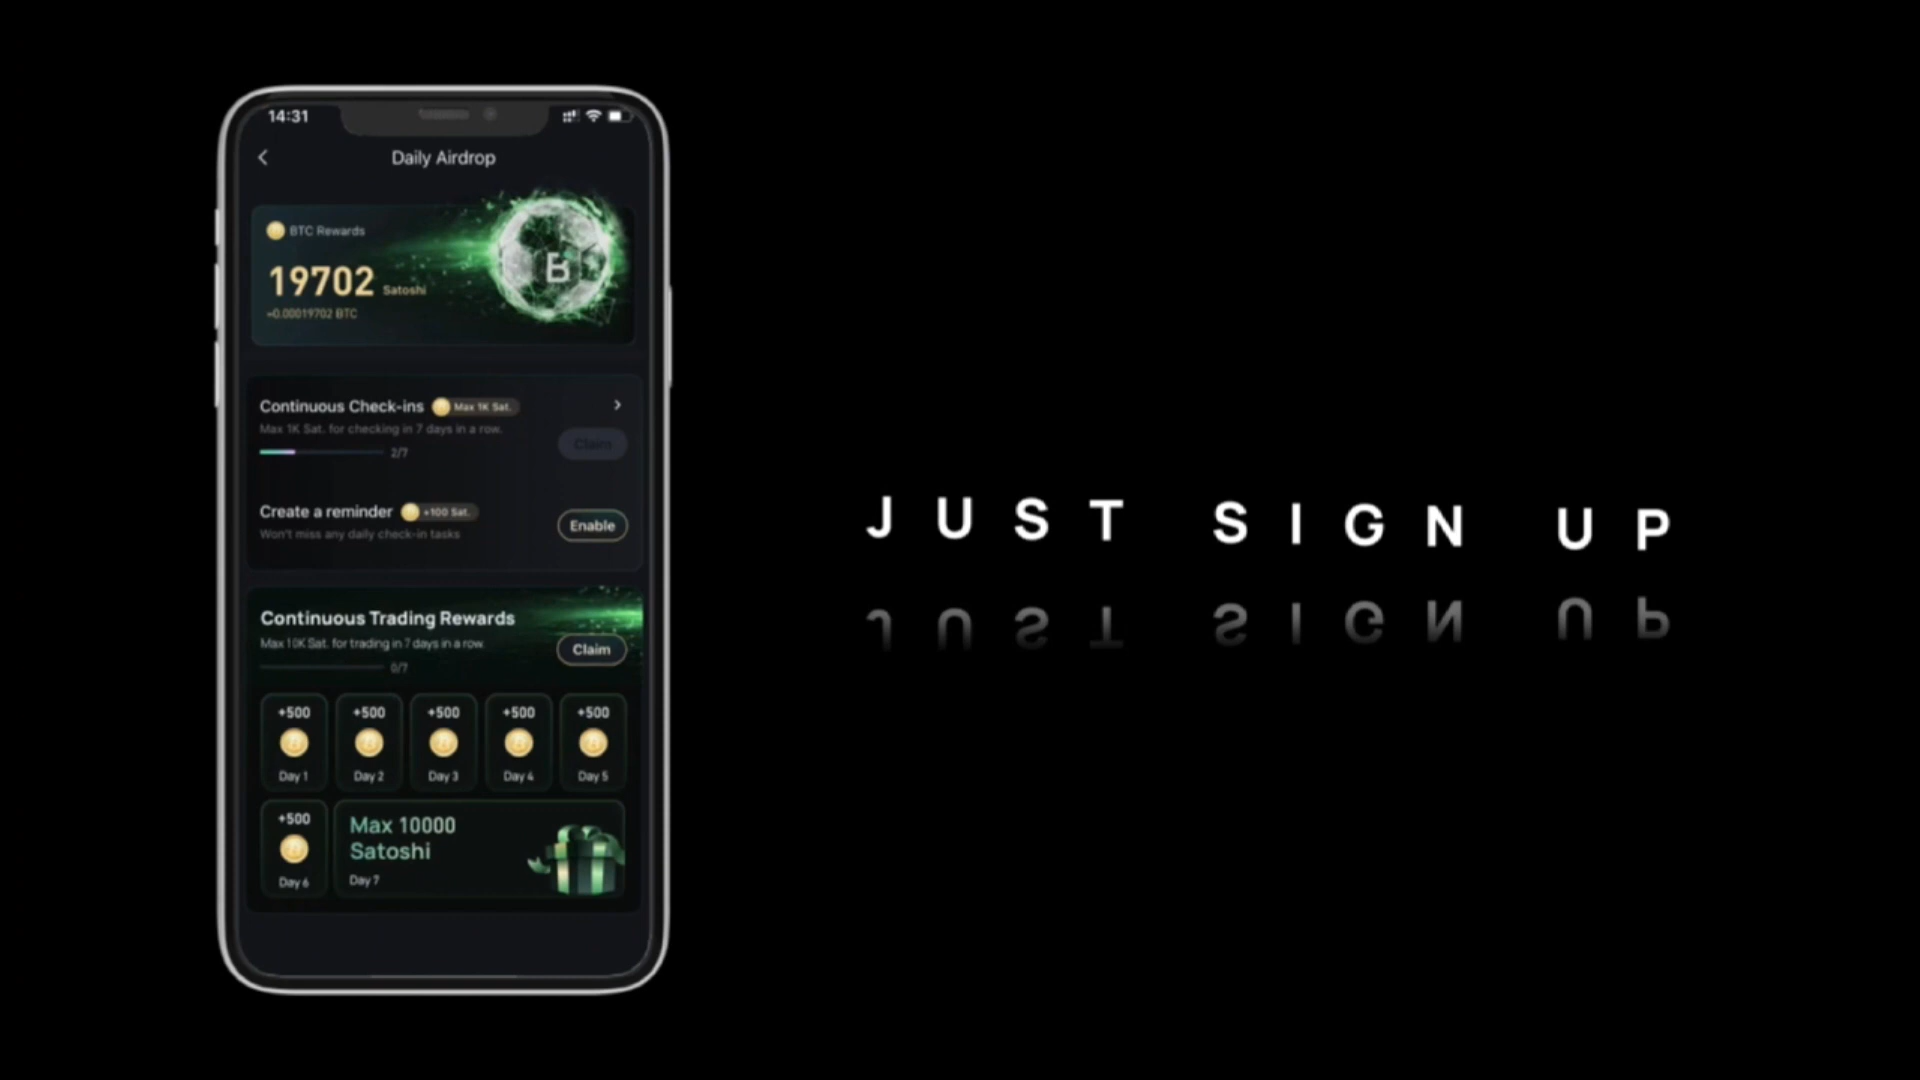 14:31
Daily Airdrop
BTC Rewards
19702 Satoshi
≈0.00019702 BTC
Continuous Check-ins Max 1K Sat.
Max 1K Sat. for checking in 7 days in a row.
2/7
Claim
Create a reminder +100 Sat.
Won't miss any daily check-in tasks
Enable
Continuous Trading Rewards
Max 10K Sat. for trading in 7 days in a row.
0/7
Claim
+500 +500 +500 +500 +500
Day 1 Day 2 Day 3 Day 4 Day 5
+500
Day 6
Max 10000
Satoshi
Day 7
JUST SIGN UP